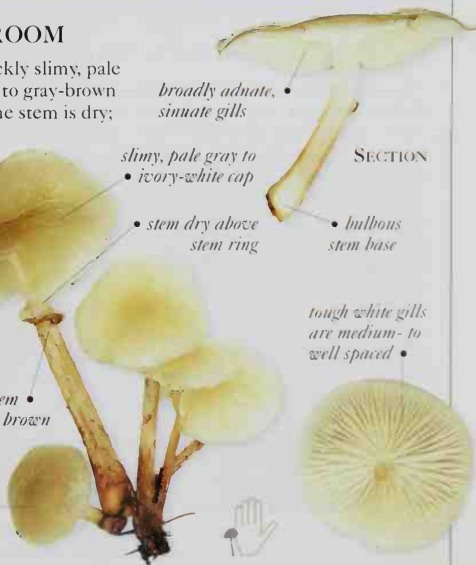 ROOM
ckly slimy, pale
to gray-brown
he stem is dry;
broadly adnate,
sinuate gills
SECTION
slimy, pale gray to
ivory-white cap
stem dry above
stem ring
bulbous
stem base
tough white gills
are medium- to
well spaced
em
brown